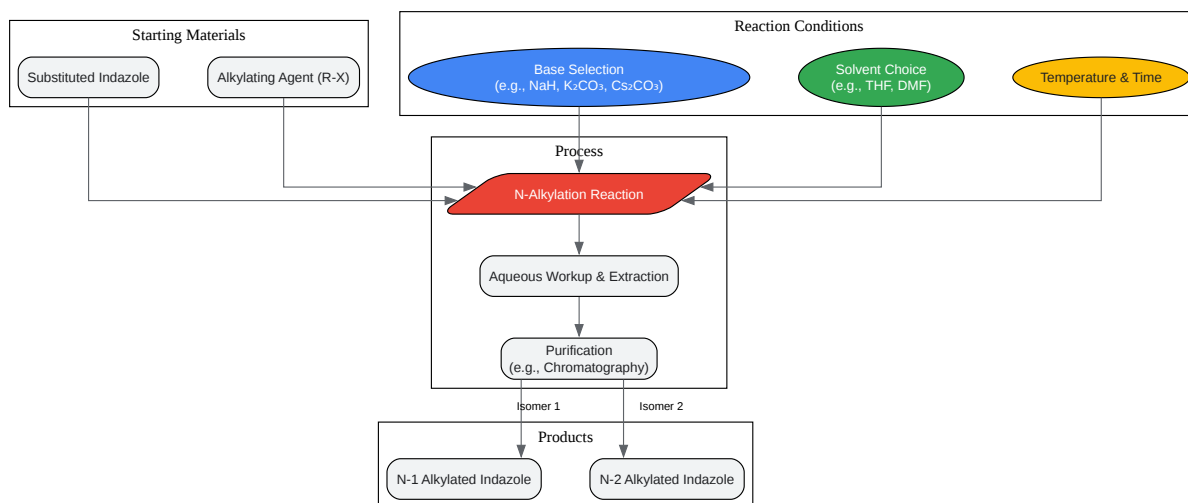 Starting Materials
Substituted Indazole
Alkylating Agent (R-X)
Reaction Conditions
Base Selection
(e.g., NaH, K₂CO₃, Cs₂CO₃)
Solvent Choice
(e.g., THF, DMF)
Temperature & Time
Process
N-Alkylation Reaction
Aqueous Workup & Extraction
Purification
(e.g., Chromatography)
Isomer 1
Isomer 2
Products
N-1 Alkylated Indazole
N-2 Alkylated Indazole